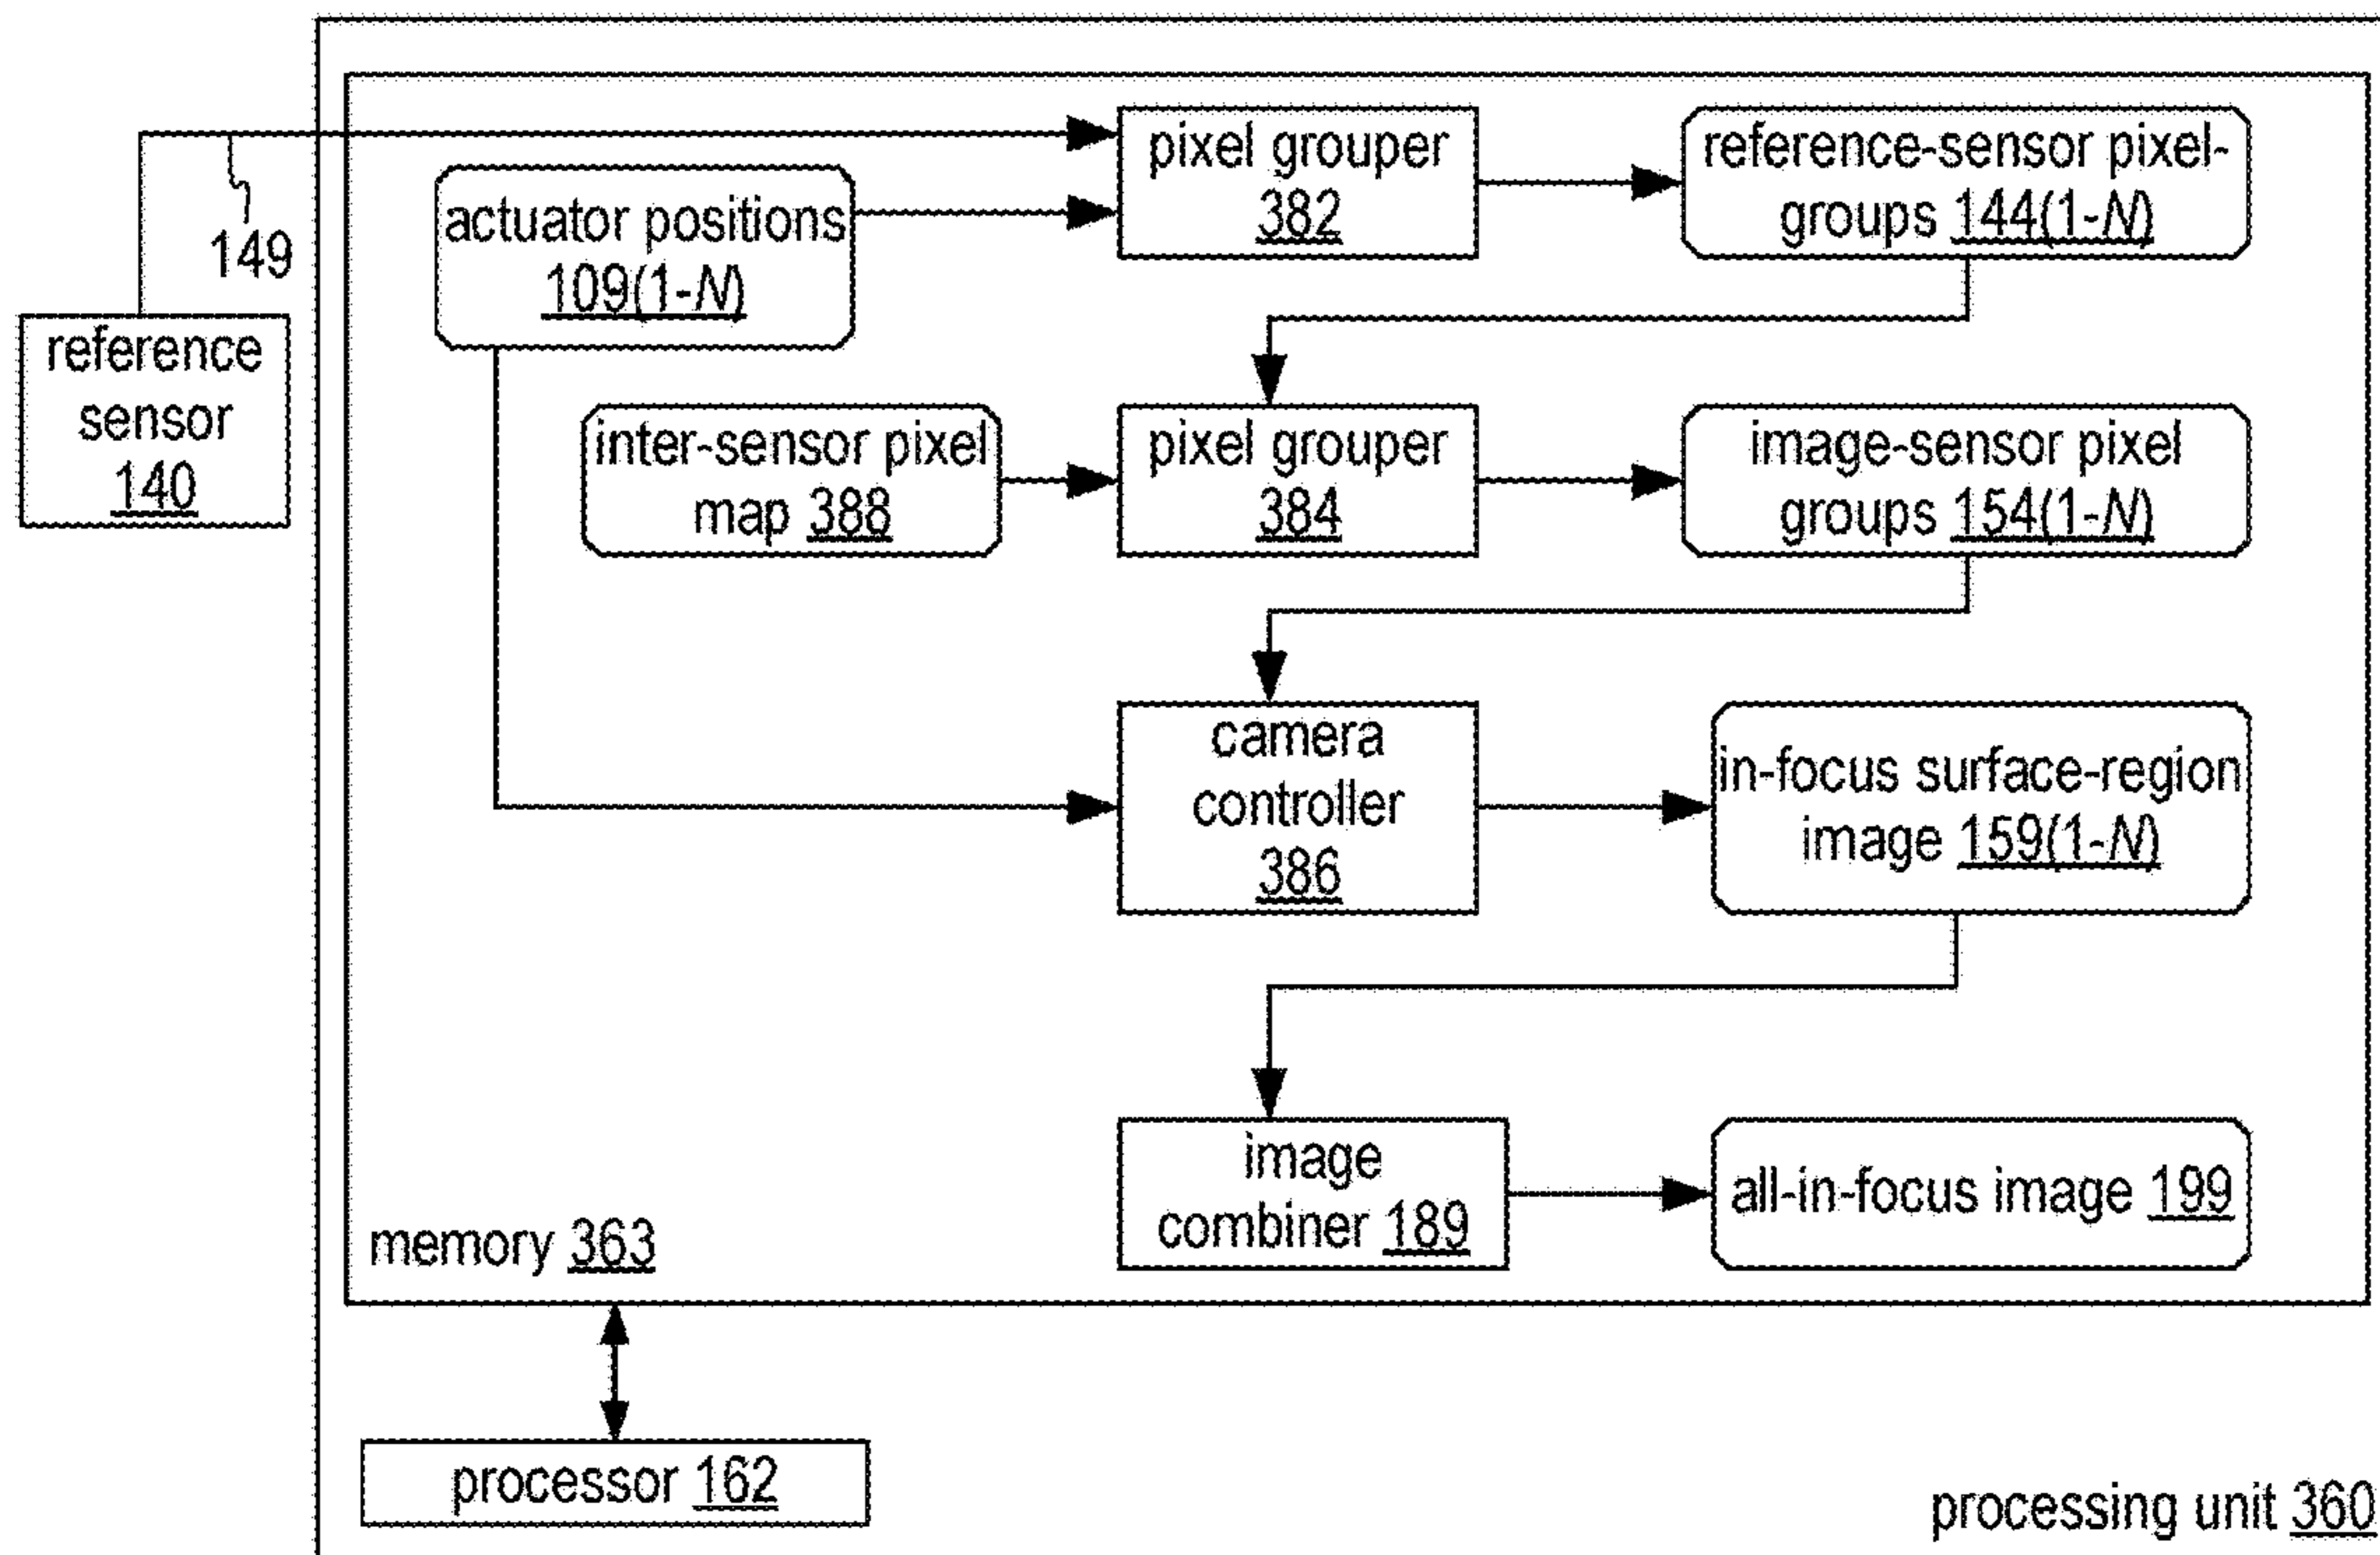 pixel grouper
382
reference-sensor pixel-
groups 144(1-N)
actuator positions
109(1-N)
149
reference
sensor
140
inter-sensor pixel
map 388
pixel grouper
384
image-sensor pixel
groups 154(1-N)
camera
controller
386
in-focus surface-region
image 159(1-N)
image
combiner 189
all-in-focus image 199
memory 363
processor 162
processing unit 360